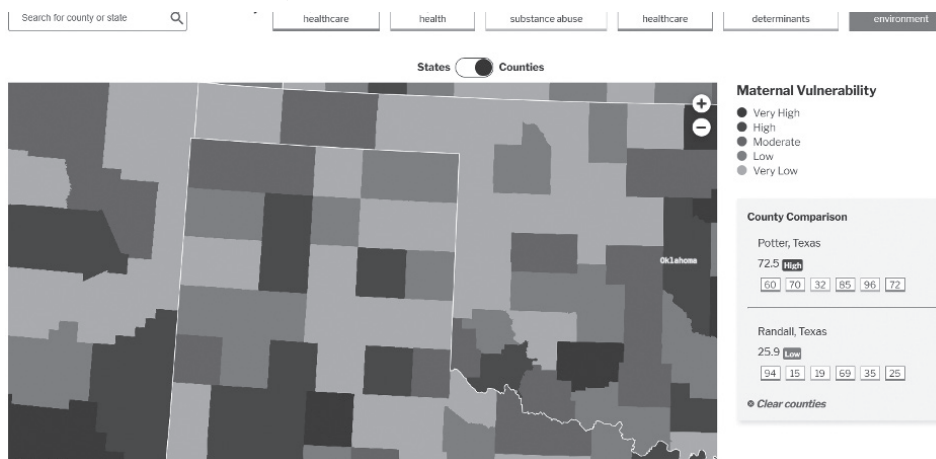 Search for county or state
healthcare
health
substance abuse
healthcare
determinants
environment
States
Counties
+
−
Oklahoma
Maternal Vulnerability
Very High
High
Moderate
Low
Very Low
County Comparison
Potter, Texas
72.5 High
60 70 32 85 96 72
Randall, Texas
25.9 Low
94 15 19 69 35 25
Clear counties